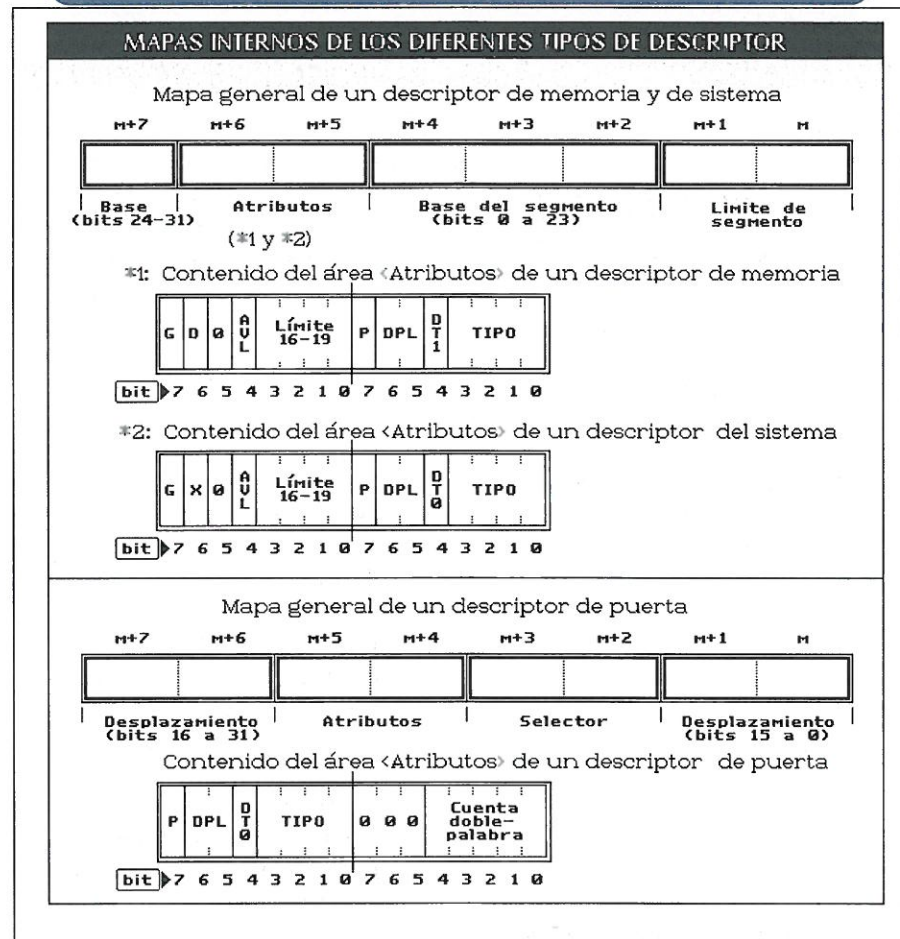 MAPAS INTERNOS DE LOS DIFERENTES TIPOS DE DESCRIPTOR
Mapa general de un descriptor de memoria y de sistema
M+7 M+6 M+5 M+4 M+3 M+2 M+1 M
Base Atributos Base del segmento Limite de
(bits 24-31) (bits 0 a 23) segmento
(*1 y *2)
*1: Contenido del área <Atributos> de un descriptor de memoria
G D 0 AVL Límite 16-19 P DPL DT1 TIPO
bit 7 6 5 4 3 2 1 0 7 6 5 4 3 2 1 0
*2: Contenido del área <Atributos> de un descriptor del sistema
G X 0 AVL Límite 16-19 P DPL DT0 TIPO
bit 7 6 5 4 3 2 1 0 7 6 5 4 3 2 1 0
Mapa general de un descriptor de puerta
M+7 M+6 M+5 M+4 M+3 M+2 M+1 M
Desplazamiento Atributos Selector Desplazamiento
(bits 16 a 31) (bits 15 a 0)
Contenido del área <Atributos> de un descriptor de puerta
P DPL DT0 TIPO 0 0 0 Cuenta doble-palabra
bit 7 6 5 4 3 2 1 0 7 6 5 4 3 2 1 0